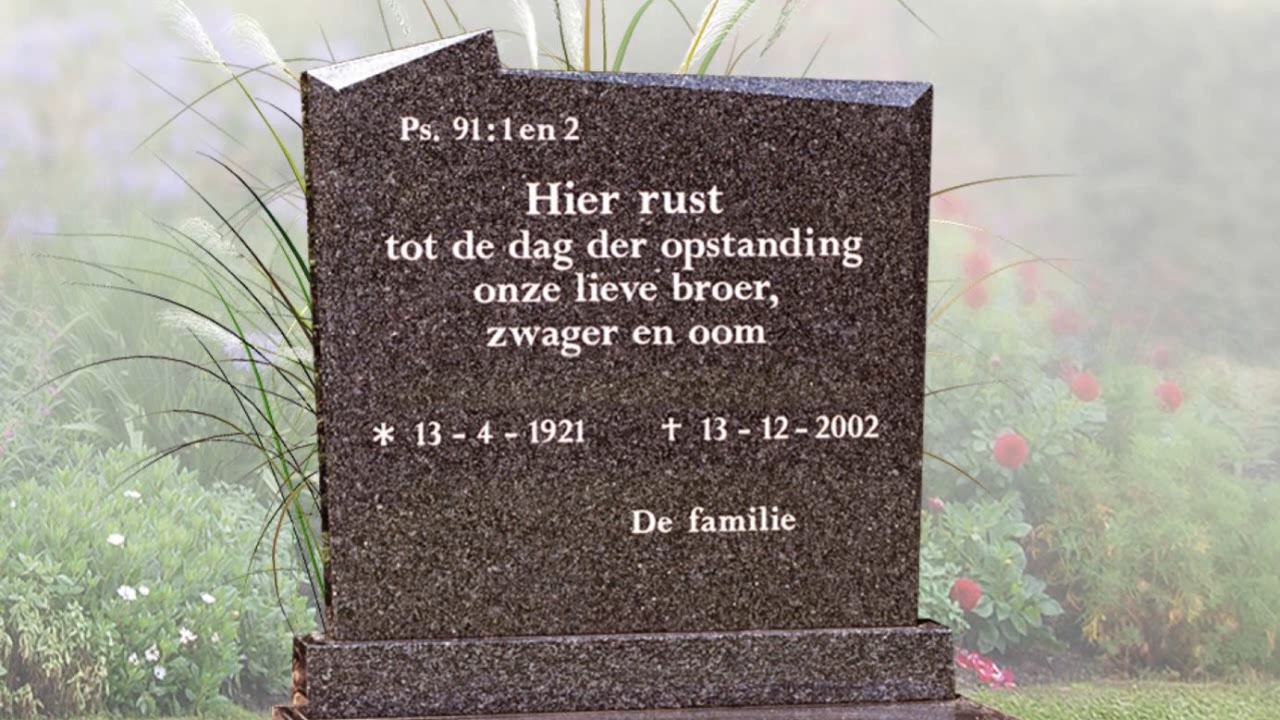 Ps. 91:1 en 2
Hier rust
tot de dag der opstanding
onze lieve broer,
zwager en oom
* 13-4-1921 † 13-12-2002
De familie